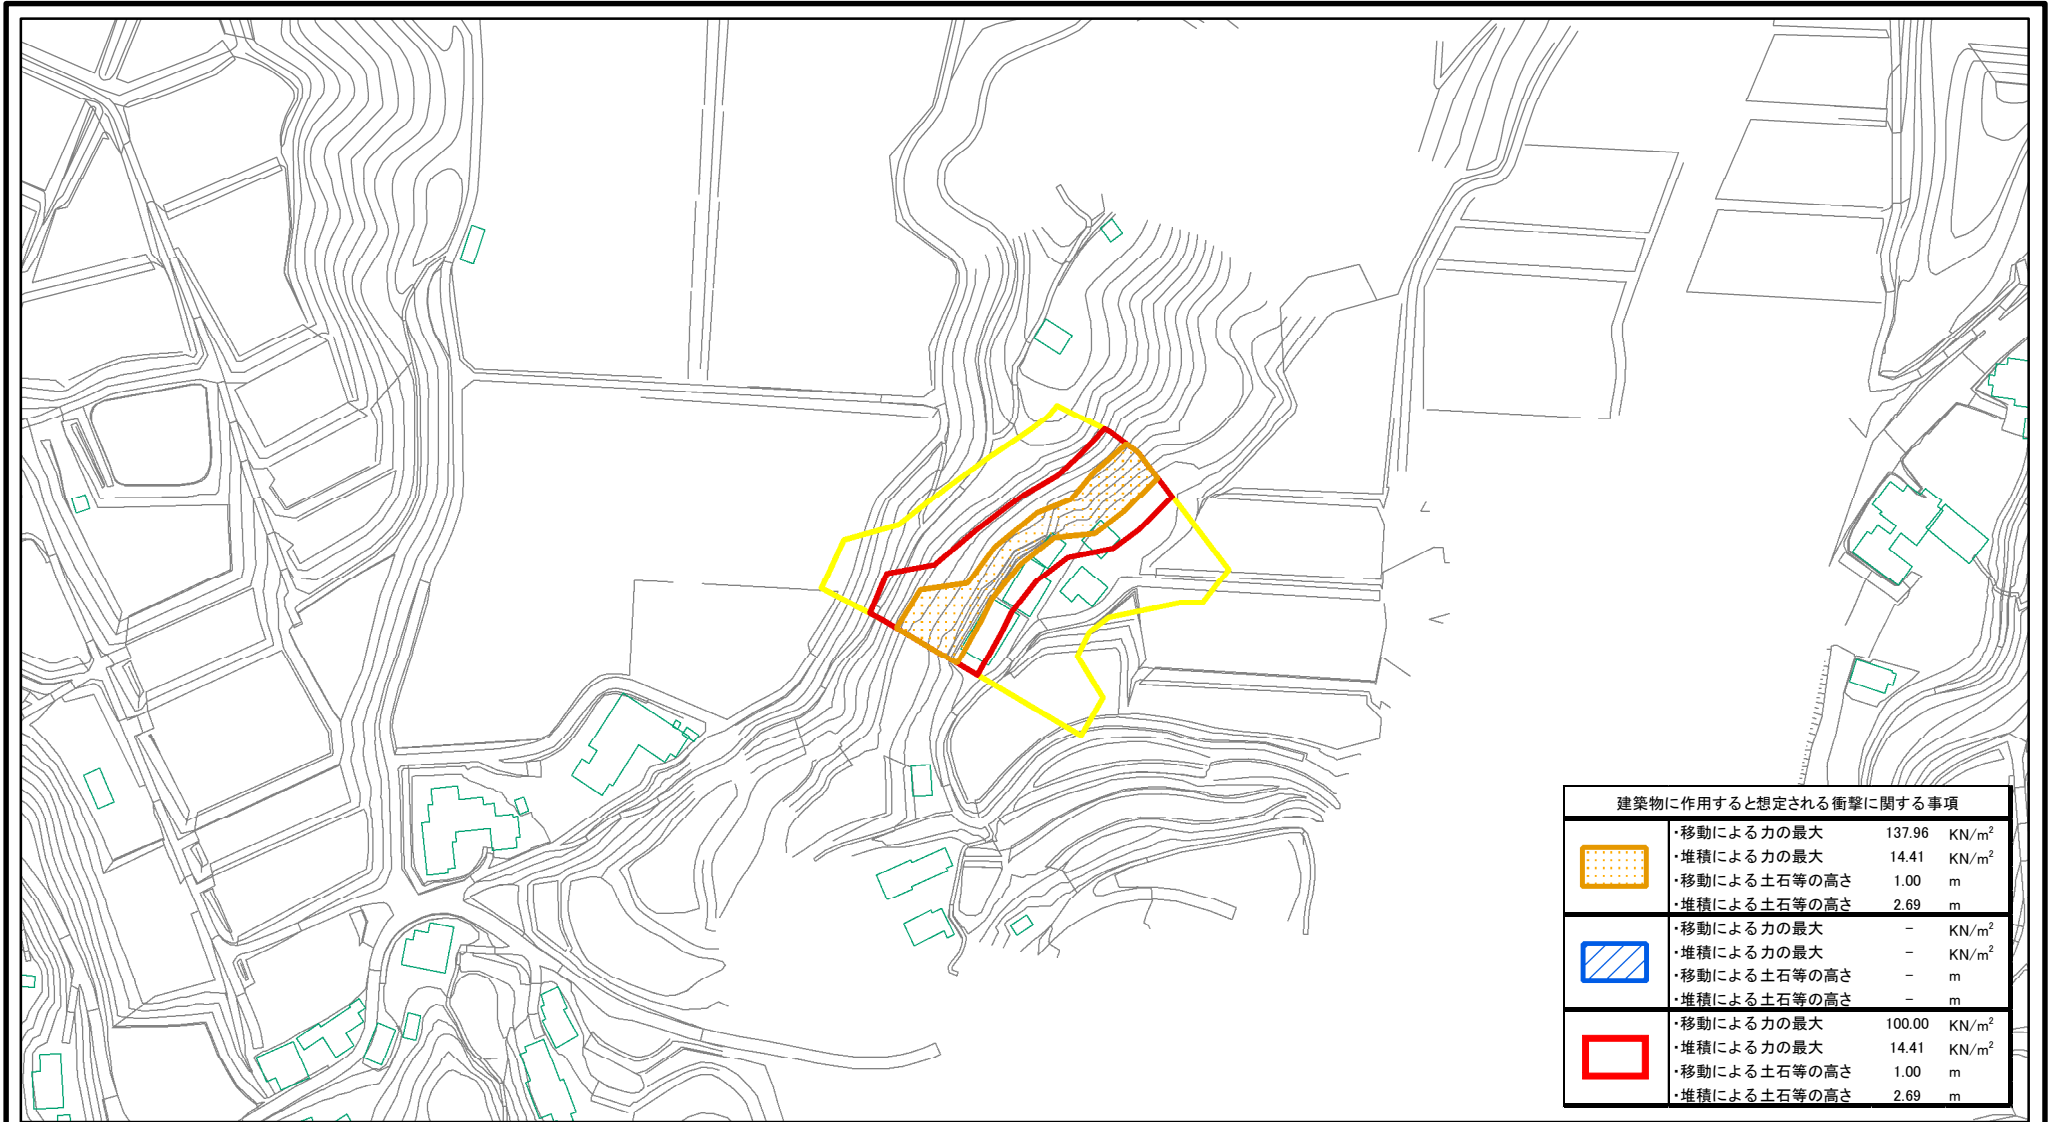 建築物に作用すると想定される衝撃に関する事項
・移動による力の最大 137.96 KN/m²
・堆積による力の最大 14.41 KN/m²
・移動による土石等の高さ 1.00 m
・堆積による土石等の高さ 2.69 m
・移動による力の最大 － KN/m²
・堆積による力の最大 － KN/m²
・移動による土石等の高さ － m
・堆積による土石等の高さ － m
・移動による力の最大 100.00 KN/m²
・堆積による力の最大 14.41 KN/m²
・移動による土石等の高さ 1.00 m
・堆積による土石等の高さ 2.69 m